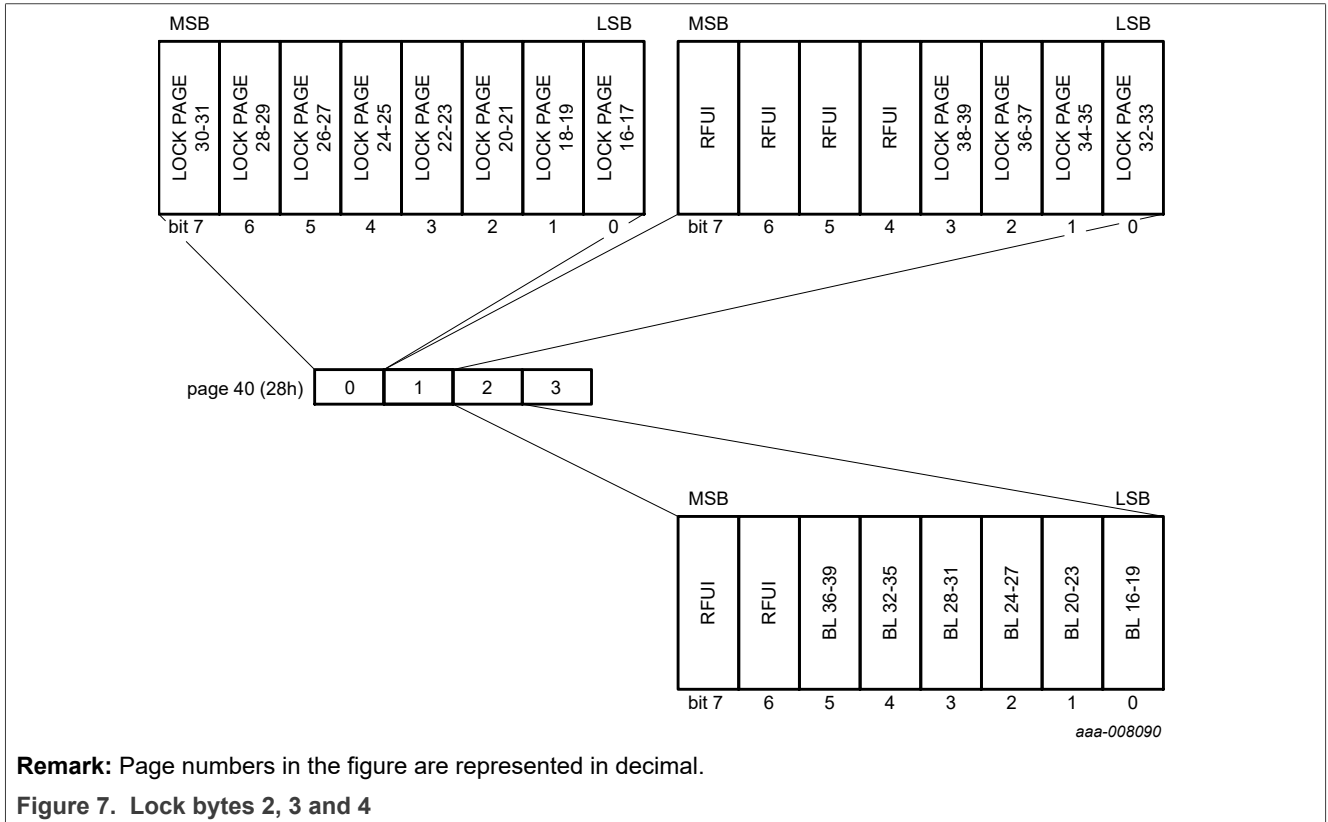 MSB LSB MSB LSB
LOCK PAGE 30-31
LOCK PAGE 28-29
LOCK PAGE 26-27
LOCK PAGE 24-25
LOCK PAGE 22-23
LOCK PAGE 20-21
LOCK PAGE 18-19
LOCK PAGE 16-17
RFUI
RFUI
RFUI
RFUI
LOCK PAGE 38-39
LOCK PAGE 36-37
LOCK PAGE 34-35
LOCK PAGE 32-33
bit 7 6 5 4 3 2 1 0 bit 7 6 5 4 3 2 1 0
page 40 (28h) 0 1 2 3
MSB LSB
RFUI
RFUI
BL 36-39
BL 32-35
BL 28-31
BL 24-27
BL 20-23
BL 16-19
bit 7 6 5 4 3 2 1 0
aaa-008090
Remark: Page numbers in the figure are represented in decimal.
Figure 7. Lock bytes 2, 3 and 4